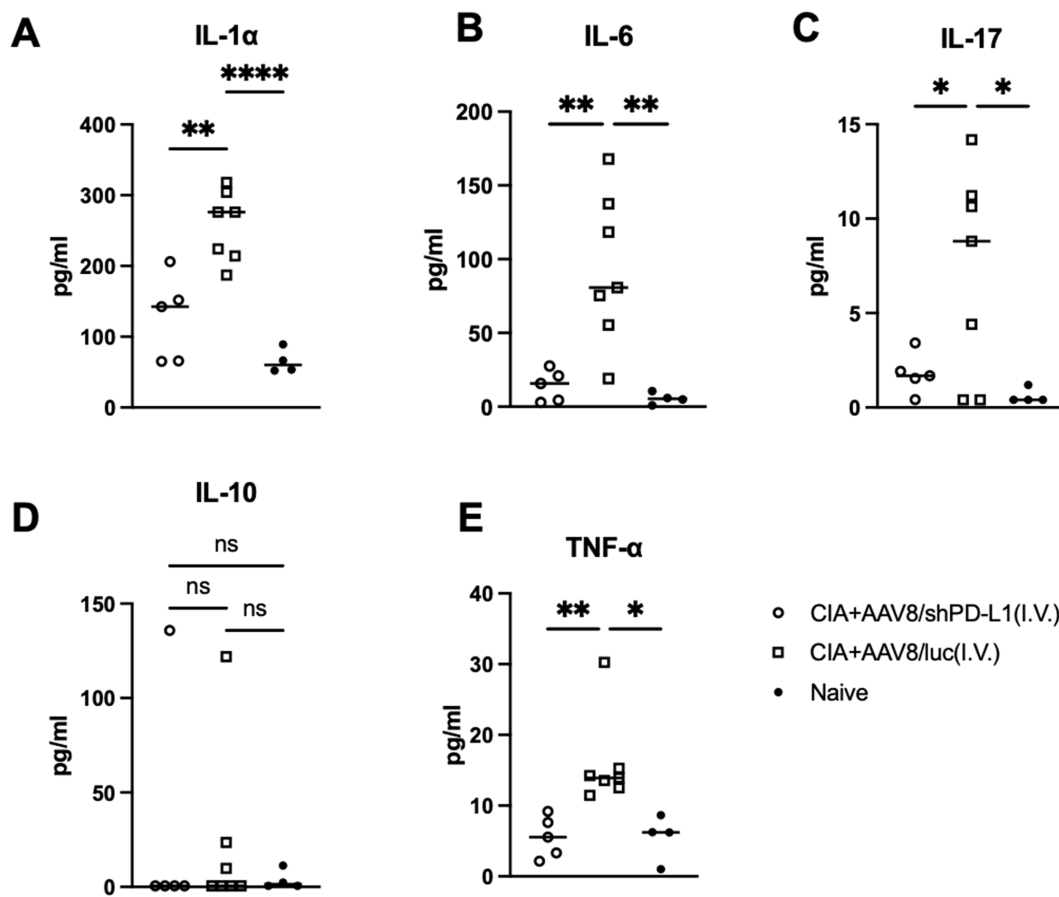 A
IL-1α
****
**
400
300
200
100
0
pg/ml
B
IL-6
**
**
200
150
100
50
0
pg/ml
C
IL-17
*
*
15
10
5
0
pg/ml
D
IL-10
ns
ns
ns
150
100
50
0
pg/ml
E
TNF-α
**
*
40
30
20
10
0
pg/ml
CIA+AAV8/shPD-L1(I.V.)
CIA+AAV8/luc(I.V.)
Naive